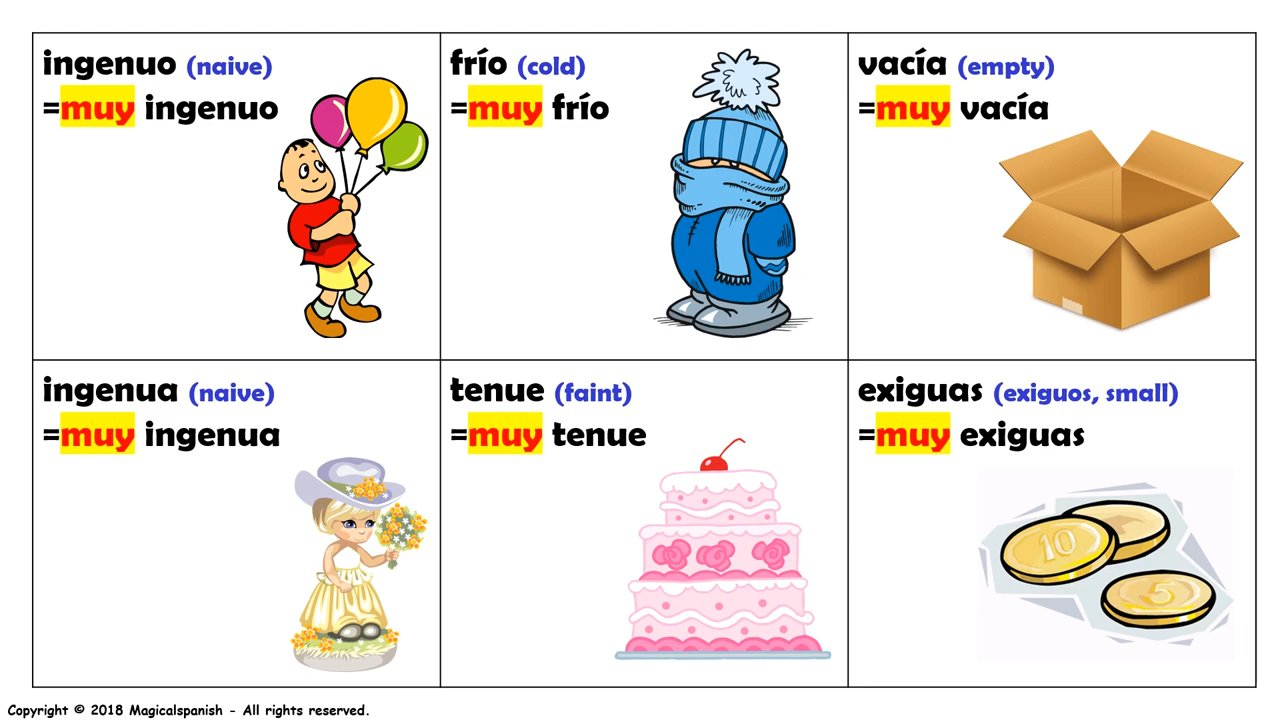 ingenuo (naive)
=muy ingenuo
frío (cold)
=muy frío
vacía (empty)
=muy vacía
ingenua (naive)
=muy ingenua
tenue (faint)
=muy tenue
exiguas (exiguos, small)
=muy exiguas
10
5
Copyright © 2018 Magicalspanish - All rights reserved.